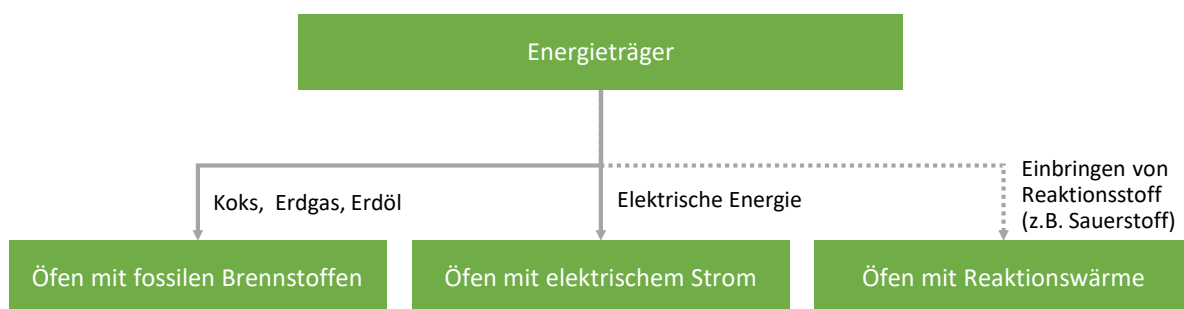 Energieträger
Koks, Erdgas, Erdöl
Elektrische Energie
Einbringen von
Reaktionsstoff
(z.B. Sauerstoff)
Öfen mit fossilen Brennstoffen
Öfen mit elektrischem Strom
Öfen mit Reaktionswärme